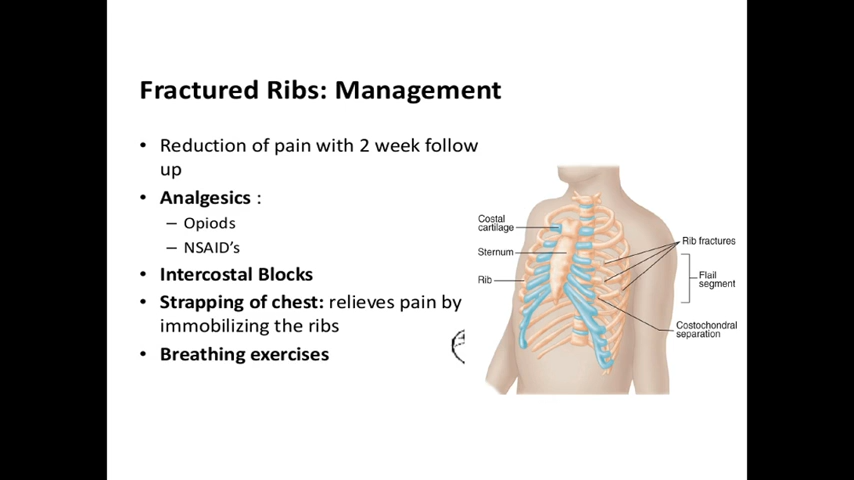 Fractured Ribs: Management
• Reduction of pain with 2 week follow
up
• Analgesics :
– Opiods
– NSAID's
• Intercostal Blocks
• Strapping of chest: relieves pain by
immobilizing the ribs
• Breathing exercises
Costal
cartilage
Sternum
Rib
Rib fractures
Flail
segment
Costochondral
separation